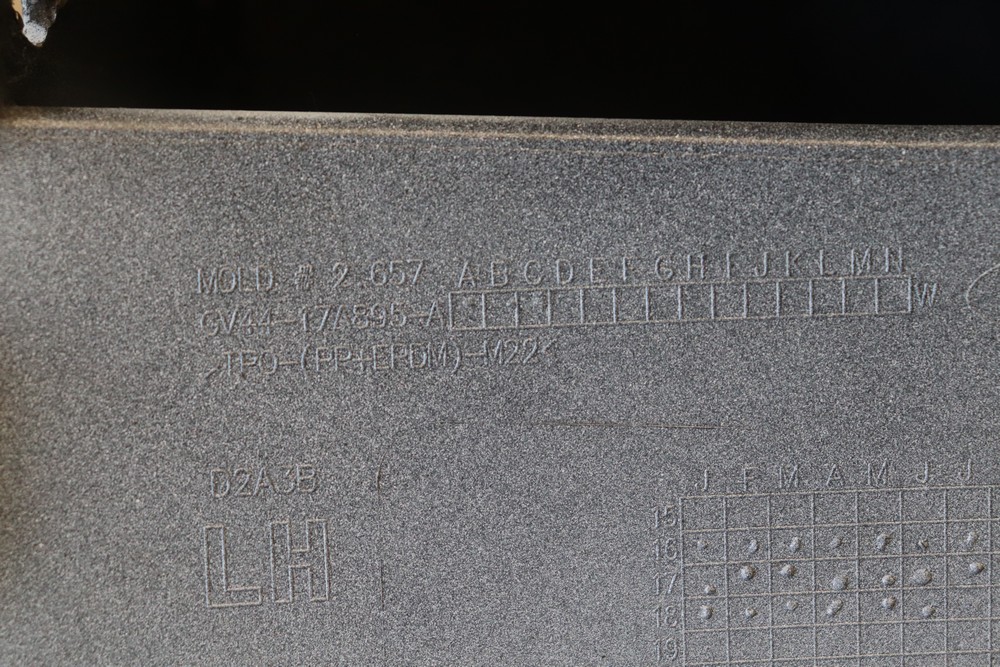 MOLD # 2 657 A B C D E F G H I J K L M N
GV44-17A895-A W
>TPO-(PP+EPDM)-M22<
D2A3B
LH
J F M A M J J
15
16
17
18
19